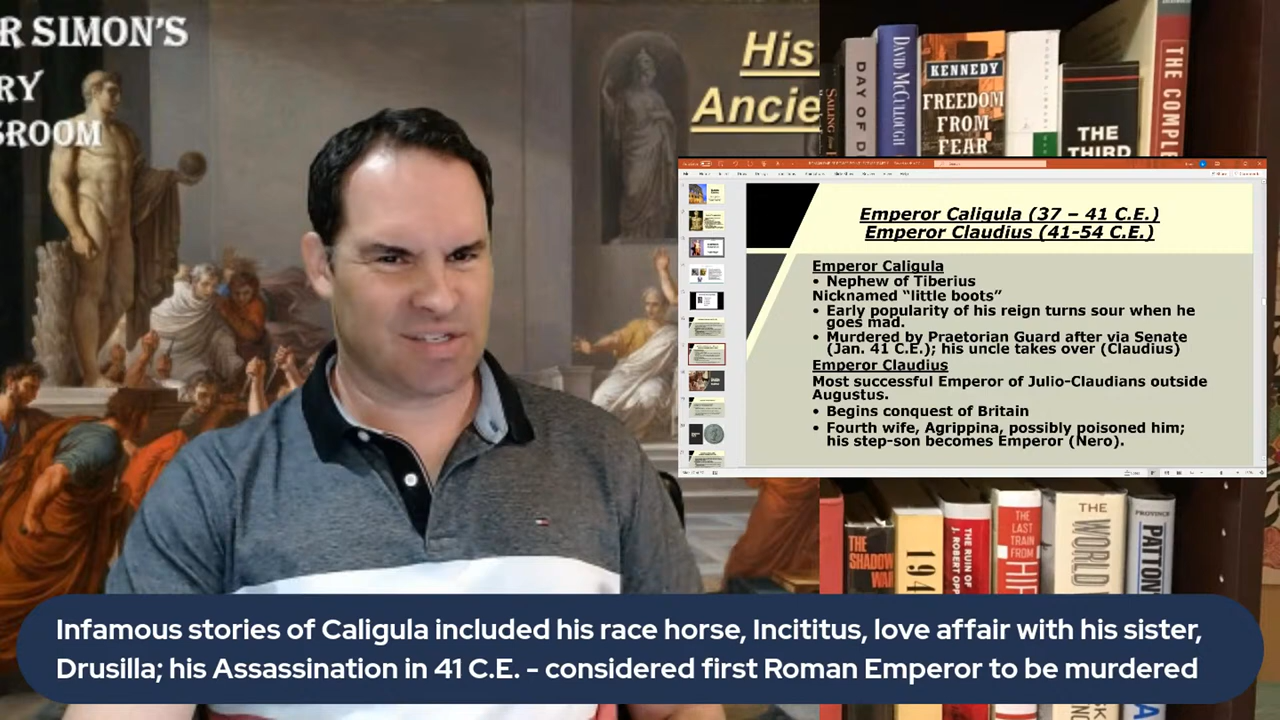 R SIMON'S
RY
SROOM
His
Ancie
SAILING
DAY OF D
DAVID McCULLOUGH
KENNEDY
FREEDOM
FROM
FEAR
THE
THIRD
THE COMPLE
Emperor Caligula (37 – 41 C.E.)
Emperor Claudius (41-54 C.E.)
Emperor Caligula
• Nephew of Tiberius
Nicknamed “little boots”
• Early popularity of his reign turns sour when he
goes mad.
• Murdered by Praetorian Guard after via Senate
(Jan. 41 C.E.); his uncle takes over (Claudius)
Emperor Claudius
Most successful Emperor of Julio-Claudians outside
Augustus.
• Begins conquest of Britain
• Fourth wife, Agrippina, possibly poisoned him;
his step-son becomes Emperor (Nero).
THE
SHADOW
WAR
194
THE RUIN OF
J. ROBERT OPP
THE
LAST
TRAIN
FROM
HIR
THE
WORLD
PROVINCE
PATTON
Infamous stories of Caligula included his race horse, Incititus, love affair with his sister,
Drusilla; his Assassination in 41 C.E. - considered first Roman Emperor to be murdered